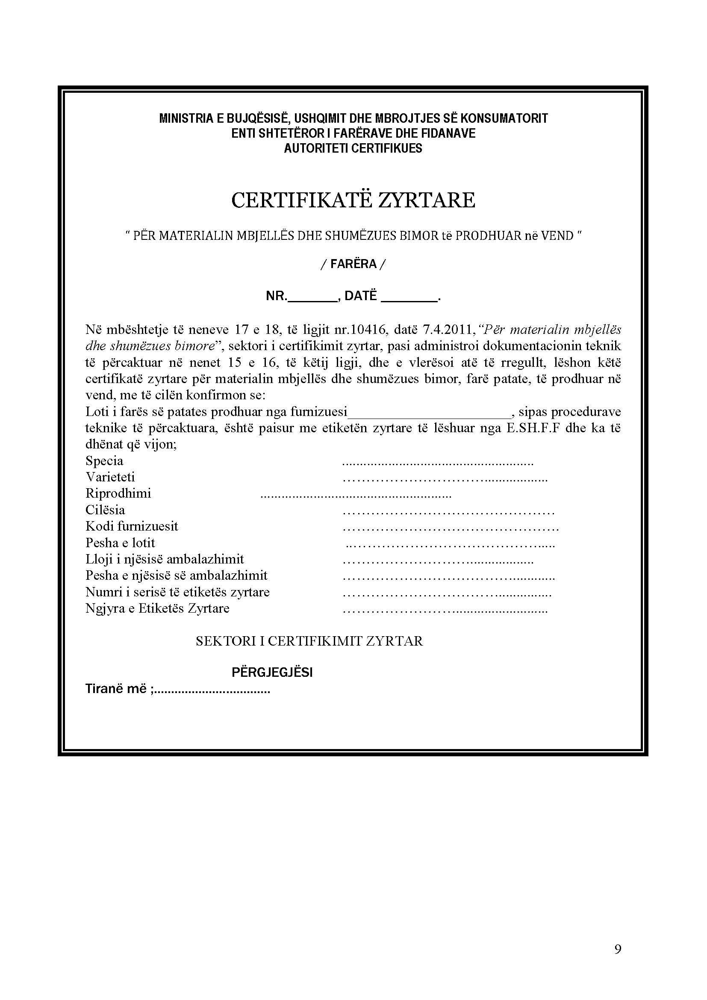 MINISTRIA E BUJQËSISË, USHQIMIT DHE MBROJTJES SË KONSUMATORIT
ENTI SHTETËROR I FARËRAVE DHE FIDANAVE
AUTORITETI CERTIFIKUES
CERTIFIKATË ZYRTARE
“ PËR MATERIALIN MBJELLËS DHE SHUMËZUES BIMOR të PRODHUAR në VEND “
/ FARËRA /
NR._______, DATË ________.
Në mbështetje të neneve 17 e 18, të ligjit nr.10416, datë 7.4.2011,“Për materialin mbjellës
dhe shumëzues bimore”, sektori i certifikimit zyrtar, pasi administroi dokumentacionin teknik
të përcaktuar në nenet 15 e 16, të këtij ligji, dhe e vlerësoi atë të rregullt, lëshon këtë
certifikatë zyrtare për materialin mbjellës dhe shumëzues bimor, farë patate, të prodhuar në
vend, me të cilën konfirmon se:
Loti i farës së patates prodhuar nga furnizuesi_______________________, sipas procedurave
teknike të përcaktuara, është paisur me etiketën zyrtare të lëshuar nga E.SH.F.F dhe ka të
dhënat që vijon;
Specia ......................................................
Varieteti …………………………….................
Riprodhimi ......................................................
Cilësia ………………………………………
Kodi furnizuesit ……………………………………….
Pesha e lotit ..………………………………….....
Lloji i njësisë ambalazhimit ………………………..................
Pesha e njësisë së ambalazhimit ………………………………............
Numri i serisë të etiketës zyrtare ……………………………...............
Ngjyra e Etiketës Zyrtare ……………………..........................
SEKTORI I CERTIFIKIMIT ZYRTAR
PËRGJEGJËSI
Tiranë më ;..................................
9